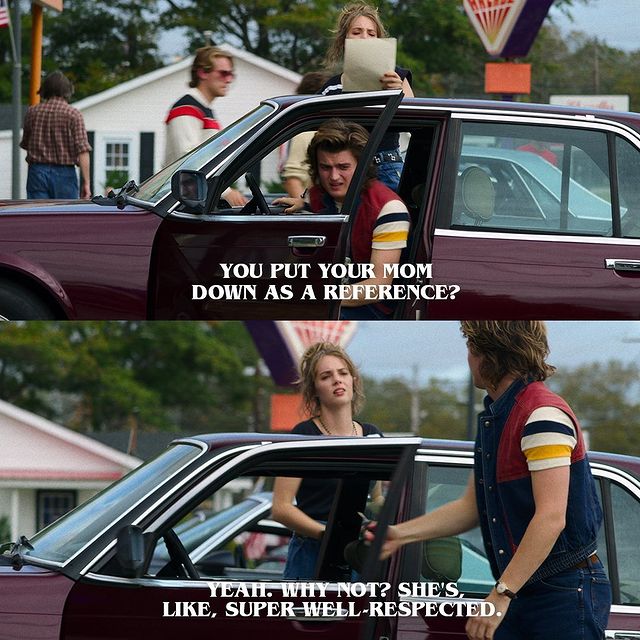 YOU PUT YOUR MOM
DOWN AS A REFERENCE?
YEAH. WHY NOT? SHE'S,
LIKE, SUPER WELL-RESPECTED.